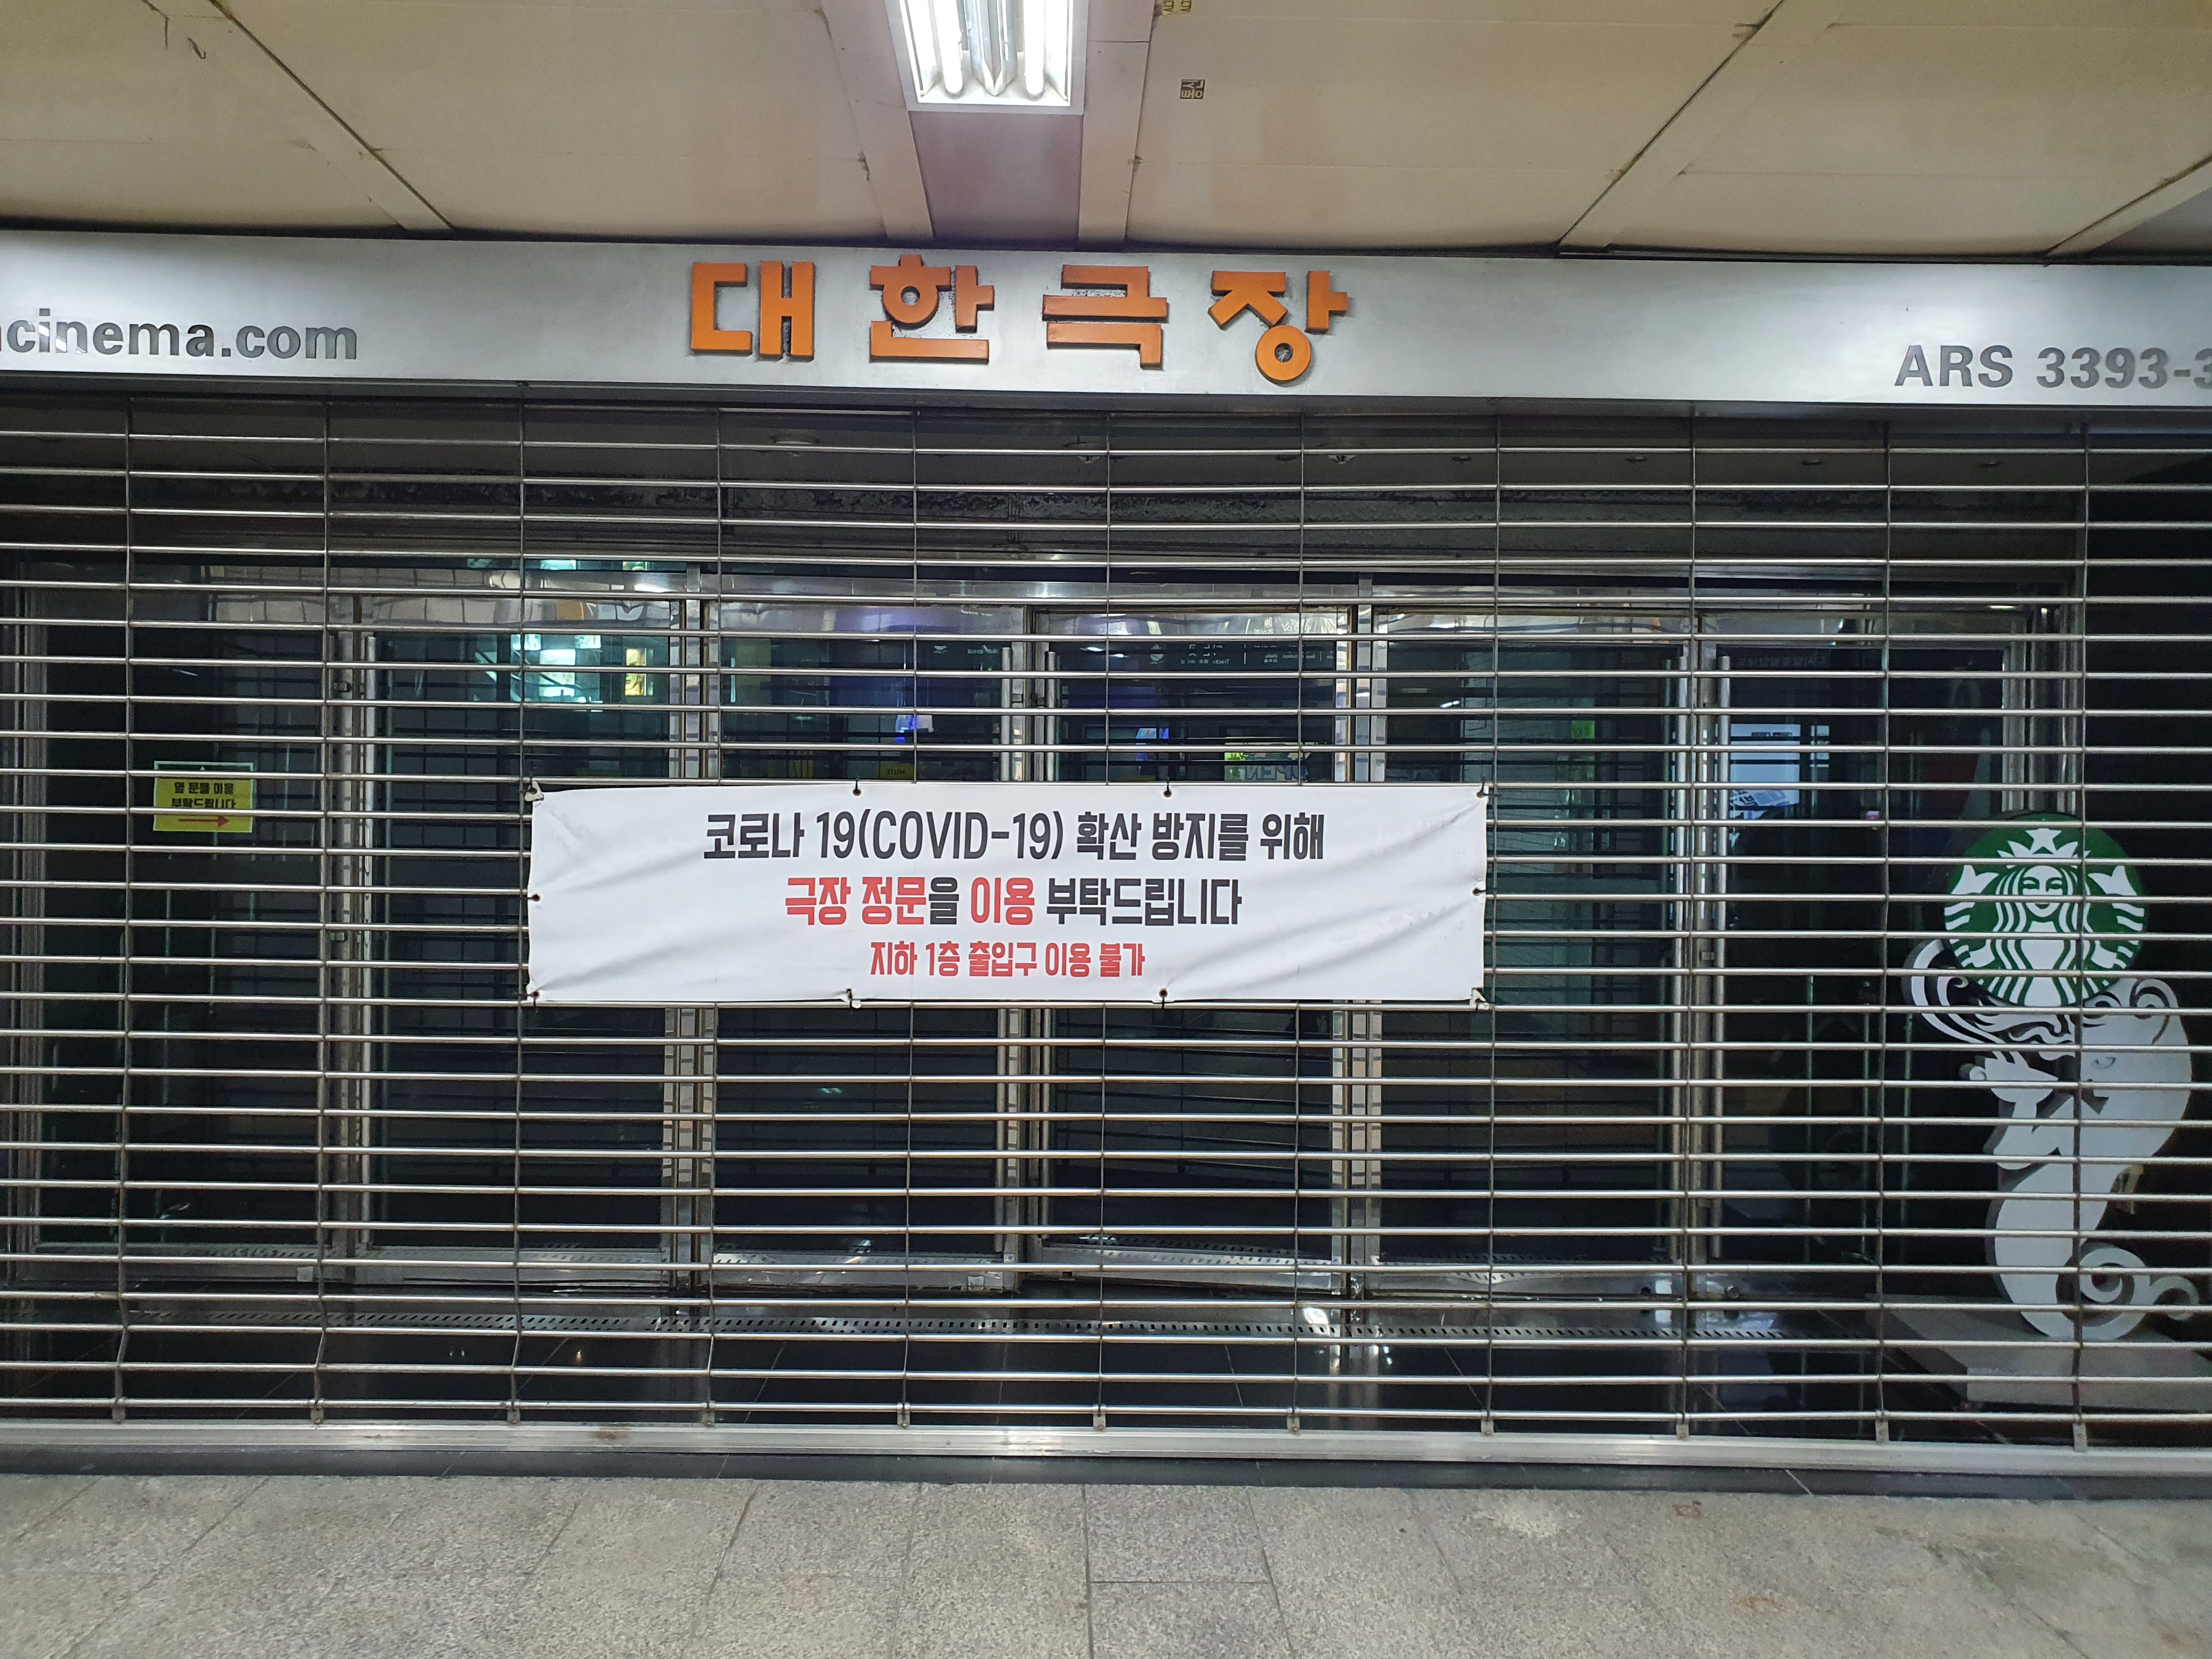 대한극장
cinema.com
ARS 3393-3
옆 문을 이용
부탁드립니다
코로나 19(COVID-19) 확산 방지를 위해
극장 정문을 이용 부탁드립니다
지하 1층 출입구 이용 불가